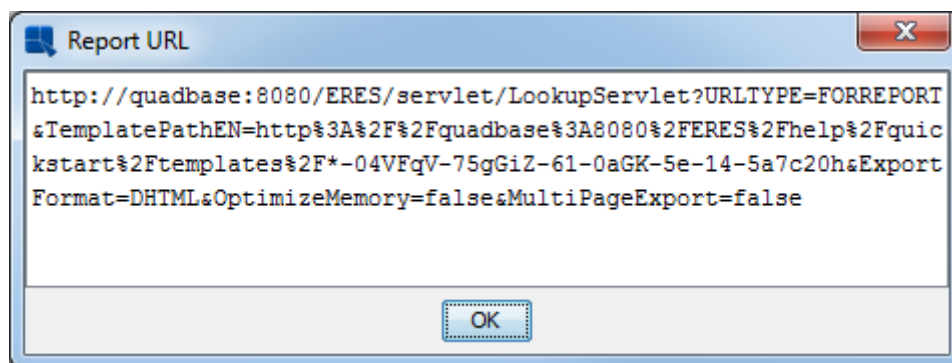 Report URL
http://quadbase:8080/ERES/servlet/LookupServlet?URLTYPE=FORREPORT
&TemplatePathEN=http%3A%2F%2Fquadbase%3A8080%2FERES%2Fhelp%2Fquic
kstart%2Ftemplates%2F*-04VFqV-75gGiZ-61-0aGK-5e-14-5a7c20h&Export
Format=DHTML&OptimizeMemory=false&MultiPageExport=false
OK